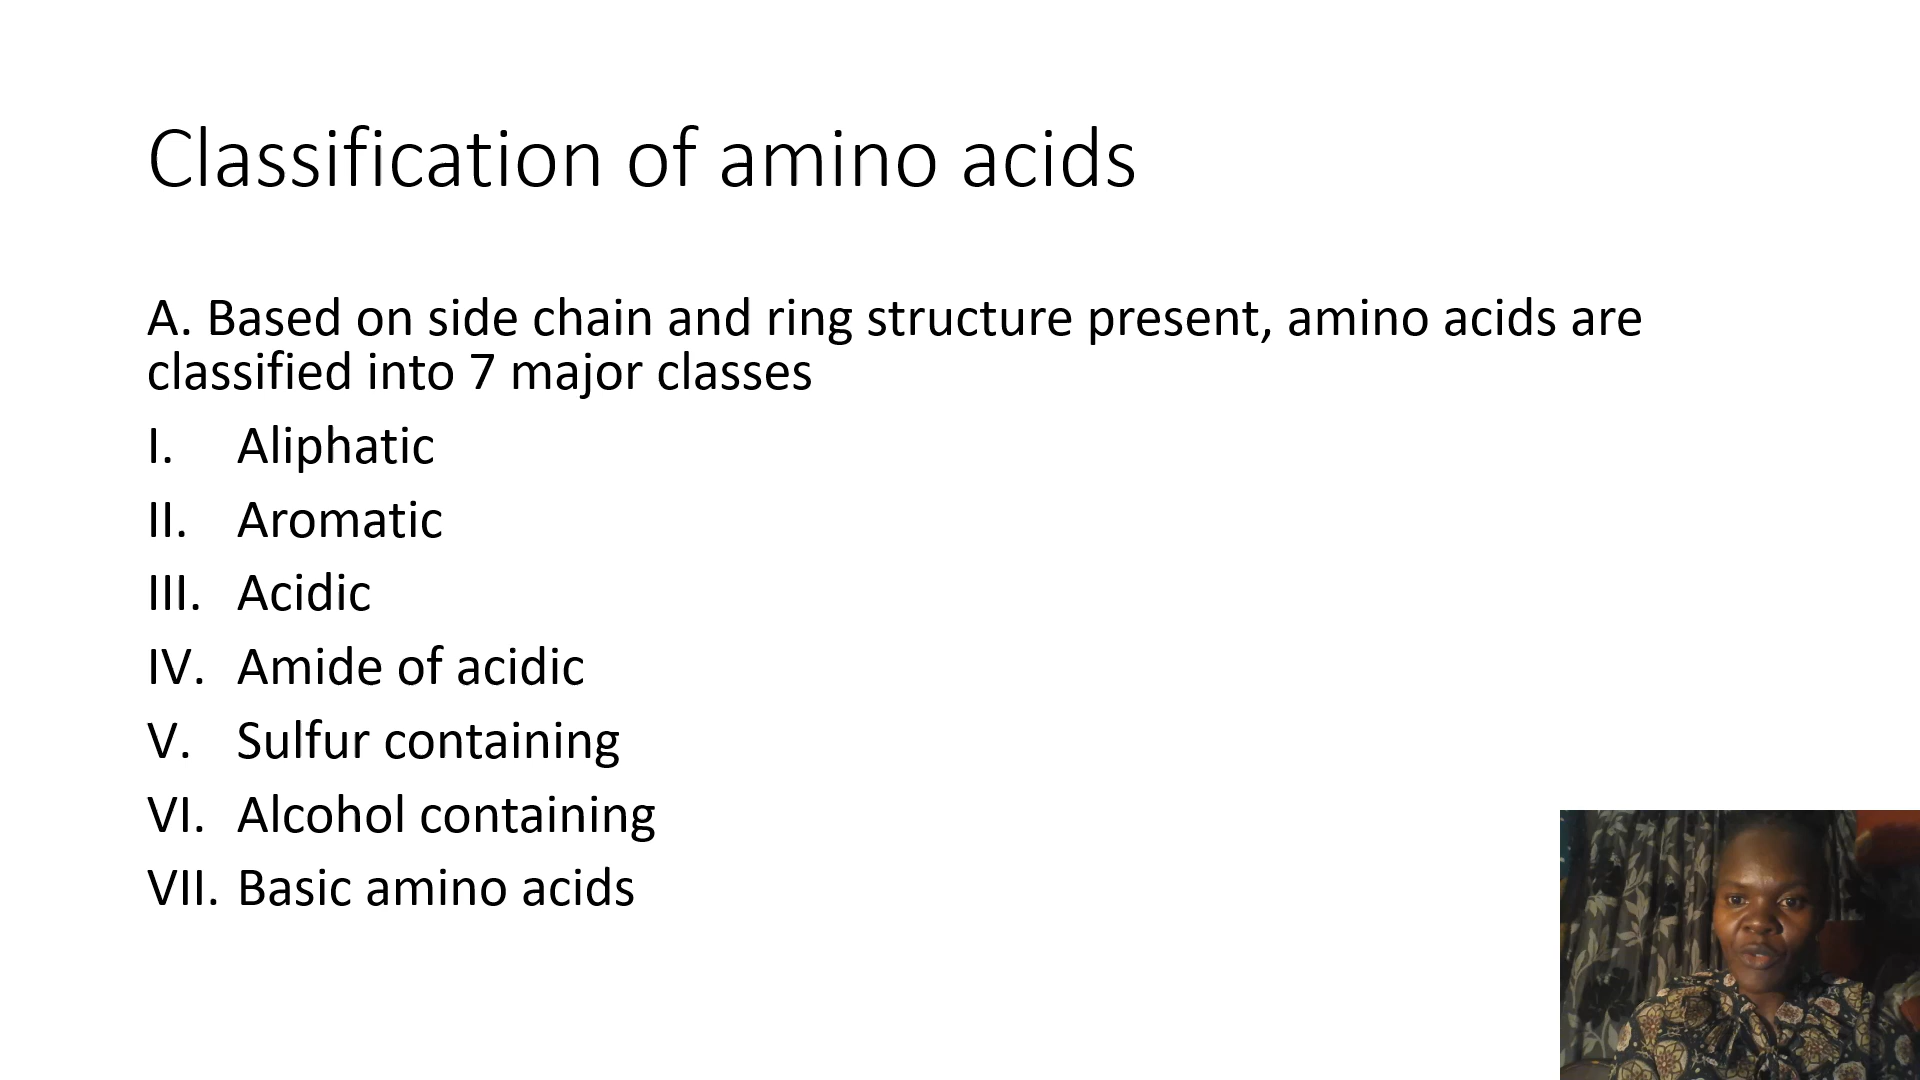 Classification of amino acids
A. Based on side chain and ring structure present, amino acids are
classified into 7 major classes
I. Aliphatic
II. Aromatic
III. Acidic
IV. Amide of acidic
V. Sulfur containing
VI. Alcohol containing
VII. Basic amino acids